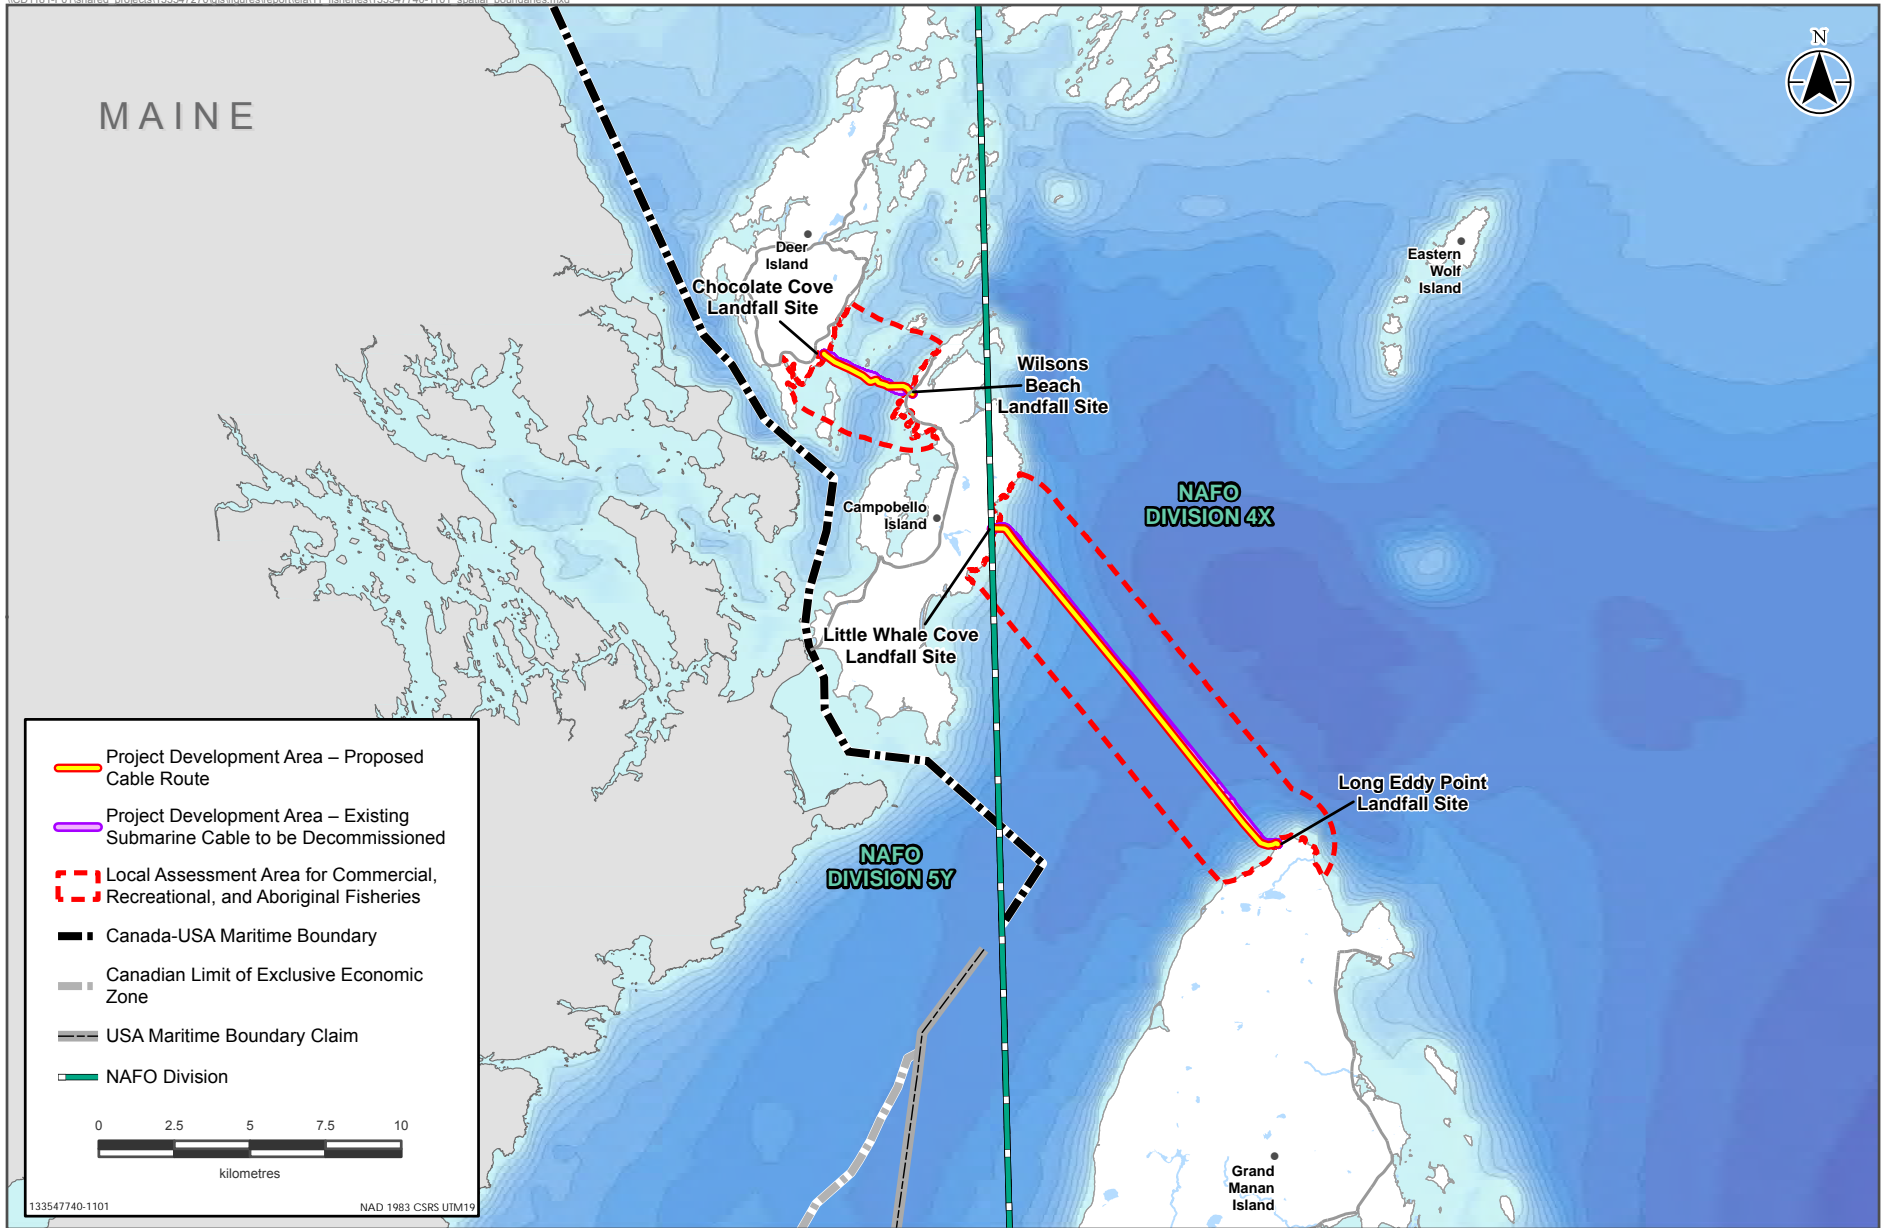 MAINE
N
Deer
Island
Chocolate Cove
Landfall Site
Eastern
Wolf
Island
Wilsons
Beach
Landfall Site
NAFO
DIVISION 4X
Campobello
Island
Little Whale Cove
Landfall Site
Long Eddy Point
Landfall Site
NAFO
DIVISION 5Y
Grand
Manan
Island
Project Development Area – Proposed
Cable Route
Project Development Area – Existing
Submarine Cable to be Decommissioned
Local Assessment Area for Commercial,
Recreational, and Aboriginal Fisheries
Canada-USA Maritime Boundary
Canadian Limit of Exclusive Economic
Zone
USA Maritime Boundary Claim
NAFO Division
0 2.5 5 7.5 10
kilometres
133547740-1101 NAD 1983 CSRS UTM19